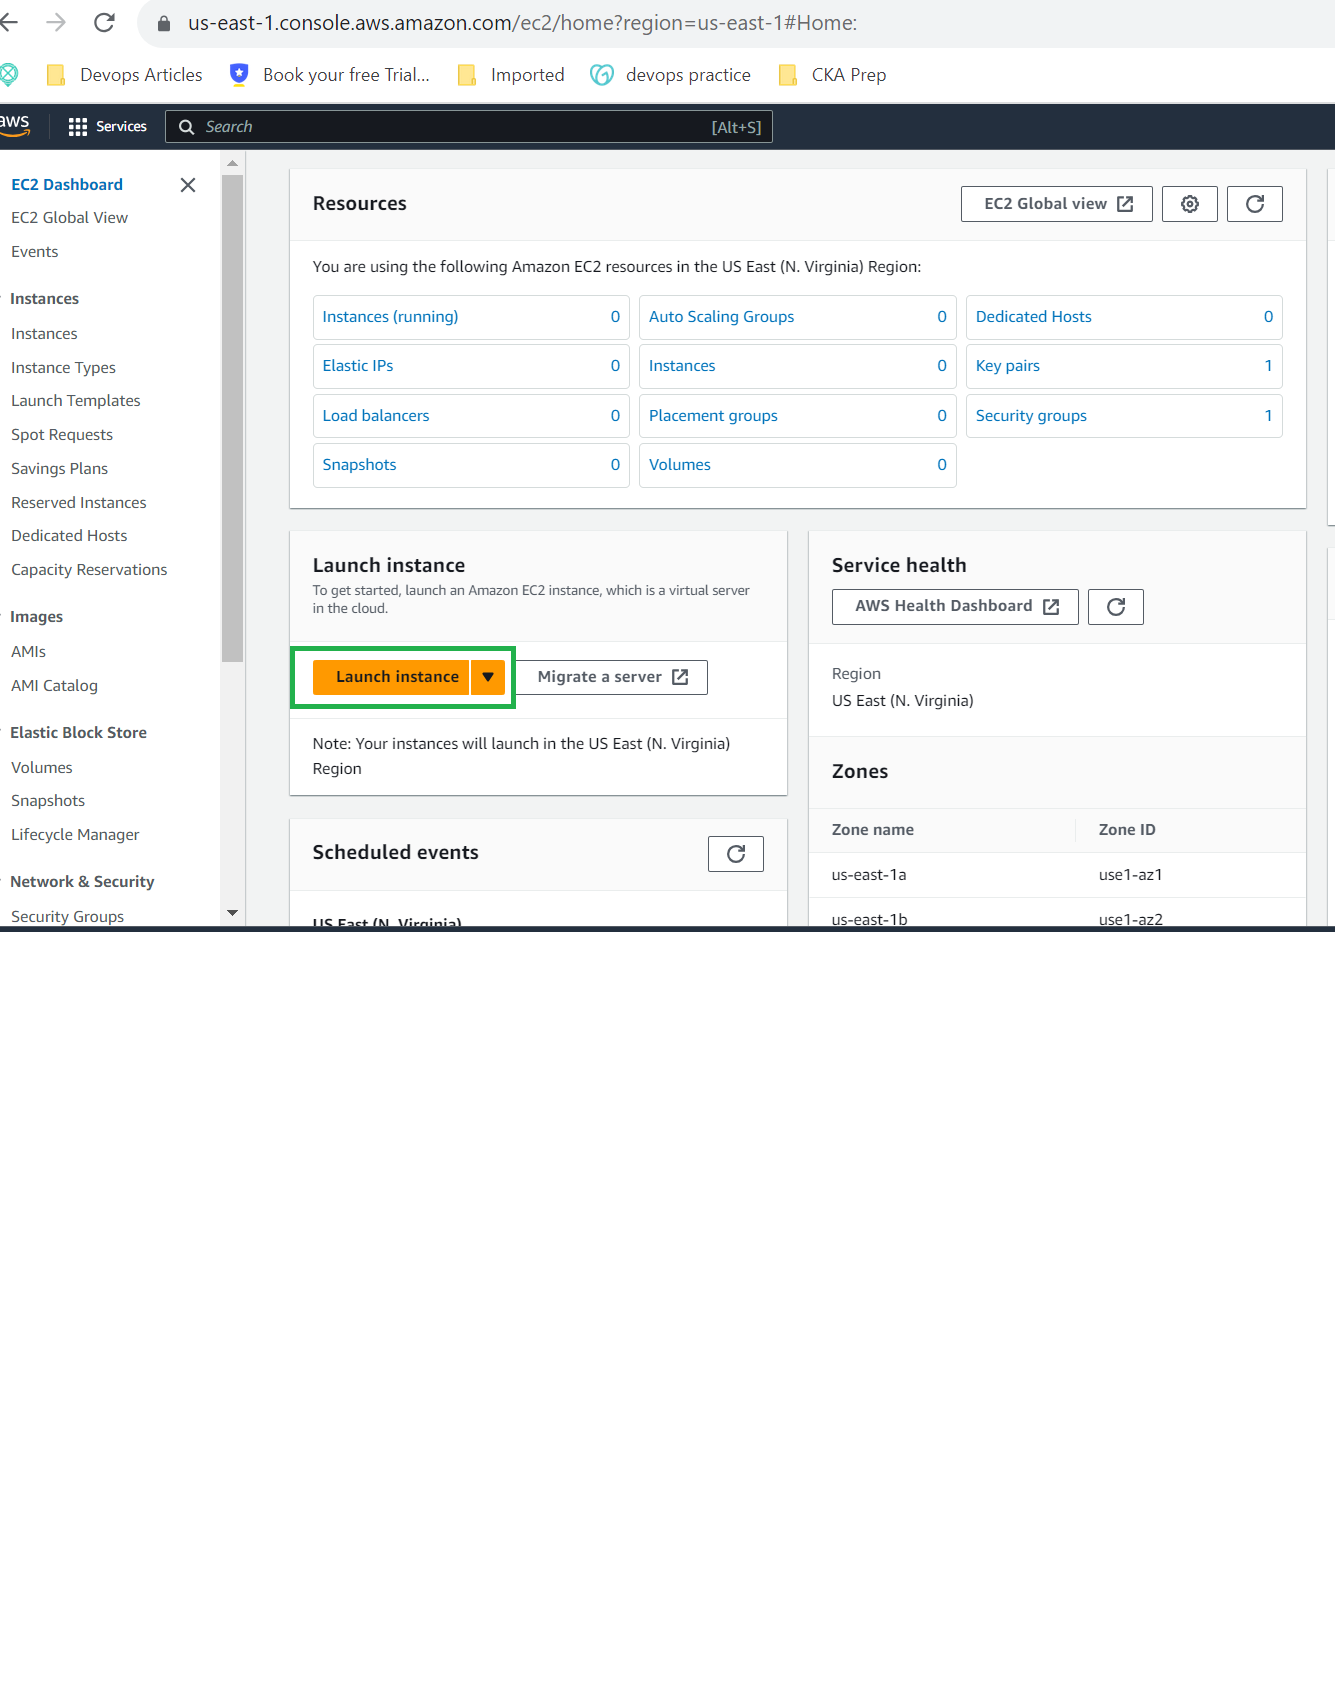 us-east-1.console.aws.amazon.com/ec2/home?region=us-east-1#Home:
Devops Articles
Book your free Trial...
Imported
devops practice
CKA Prep
aws
Services
Search
[Alt+S]
EC2 Dashboard
EC2 Global View
Events
Instances
Instances
Instance Types
Launch Templates
Spot Requests
Savings Plans
Reserved Instances
Dedicated Hosts
Capacity Reservations
Images
AMIs
AMI Catalog
Elastic Block Store
Volumes
Snapshots
Lifecycle Manager
Network & Security
Security Groups
Resources
EC2 Global view
You are using the following Amazon EC2 resources in the US East (N. Virginia) Region:
Instances (running) 0
Auto Scaling Groups 0
Dedicated Hosts 0
Elastic IPs 0
Instances 0
Key pairs 1
Load balancers 0
Placement groups 0
Security groups 1
Snapshots 0
Volumes 0
Launch instance
To get started, launch an Amazon EC2 instance, which is a virtual server
in the cloud.
Launch instance
Migrate a server
Note: Your instances will launch in the US East (N. Virginia)
Region
Scheduled events
US East (N. Virginia)
Service health
AWS Health Dashboard
Region
US East (N. Virginia)
Zones
Zone name Zone ID
us-east-1a use1-az1
us-east-1b use1-az2